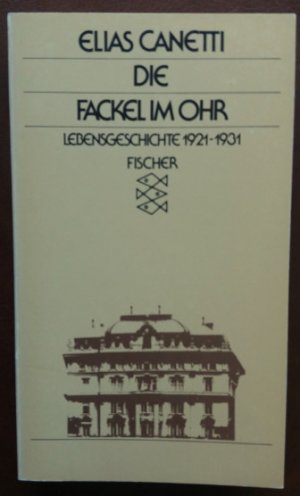 ELIAS CANETTI
DIE
FACKEL IM OHR
LEBENSGESCHICHTE 1921-1931
FISCHER